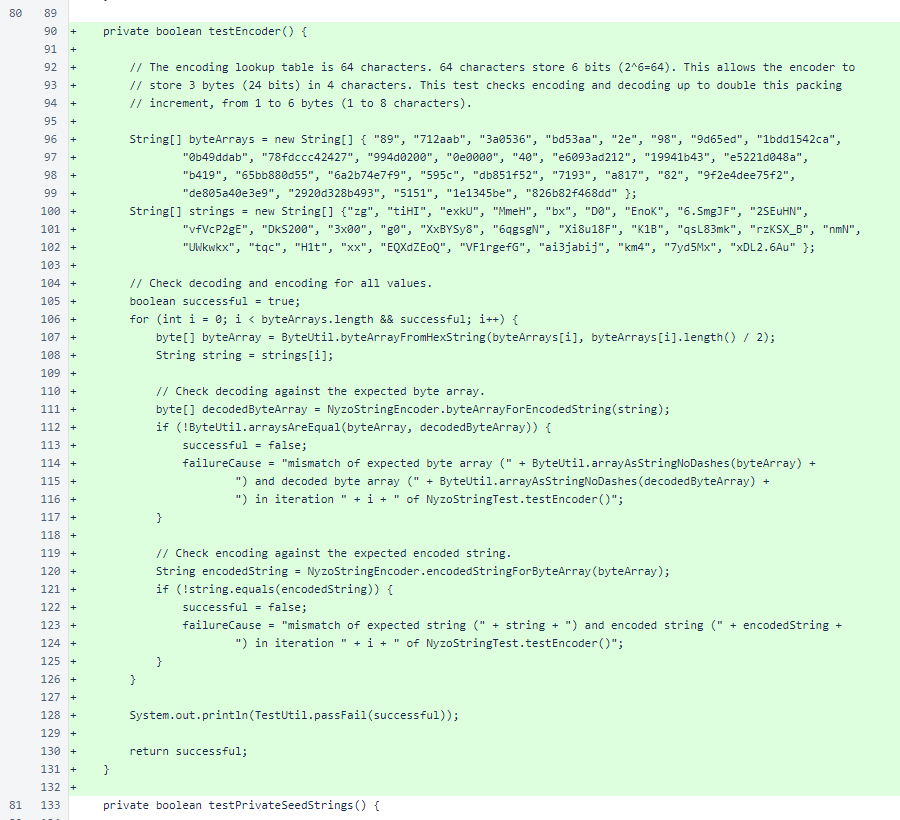 80 89
90 + private boolean testEncoder() {
91 +
92 + // The encoding lookup table is 64 characters. 64 characters store 6 bits (2^6=64). This allows the encoder to
93 + // store 3 bytes (24 bits) in 4 characters. This test checks encoding and decoding up to double this packing
94 + // increment, from 1 to 6 bytes (1 to 8 characters).
95 +
96 + String[] byteArrays = new String[] { "89", "712aab", "3a0536", "bd53aa", "2e", "98", "9d65ed", "1bdd1542ca",
97 + "0b49ddab", "78fdccc42427", "994d0200", "0e0000", "40", "e6093ad212", "19941b43", "e5221d048a",
98 + "b419", "65bb880d55", "6a2b74e7f9", "595c", "db851f52", "7193", "a817", "82", "9f2e4dee75f2",
99 + "de805a40e3e9", "2920d328b493", "5151", "1e1345be", "826b82f468dd" };
100 + String[] strings = new String[] {"zg", "tiHI", "exkU", "MmeH", "bx", "D0", "EnoK", "6.SmgJF", "2SEuHN",
101 + "vfVcP2gE", "DkS200", "3x00", "g0", "XxBYSy8", "6qgsgN", "Xi8u18F", "K1B", "qsL83mk", "rzKSX_B", "nmN",
102 + "UWkwkx", "tqc", "H1t", "xx", "EQXdZEoQ", "VF1rgefG", "ai3jabij", "km4", "7yd5Mx", "xDL2.6Au" };
103 +
104 + // Check decoding and encoding for all values.
105 + boolean successful = true;
106 + for (int i = 0; i < byteArrays.length && successful; i++) {
107 + byte[] byteArray = ByteUtil.byteArrayFromHexString(byteArrays[i], byteArrays[i].length() / 2);
108 + String string = strings[i];
109 +
110 + // Check decoding against the expected byte array.
111 + byte[] decodedByteArray = NyzoStringEncoder.byteArrayForEncodedString(string);
112 + if (!ByteUtil.arraysAreEqual(byteArray, decodedByteArray)) {
113 + successful = false;
114 + failureCause = "mismatch of expected byte array (" + ByteUtil.arrayAsStringNoDashes(byteArray) +
115 + ") and decoded byte array (" + ByteUtil.arrayAsStringNoDashes(decodedByteArray) +
116 + ") in iteration " + i + " of NyzoStringTest.testEncoder()";
117 + }
118 +
119 + // Check encoding against the expected encoded string.
120 + String encodedString = NyzoStringEncoder.encodedStringForByteArray(byteArray);
121 + if (!string.equals(encodedString)) {
122 + successful = false;
123 + failureCause = "mismatch of expected string (" + string + ") and encoded string (" + encodedString +
124 + ") in iteration " + i + " of NyzoStringTest.testEncoder()";
125 + }
126 + }
127 +
128 + System.out.println(TestUtil.passFail(successful));
129 +
130 + return successful;
131 + }
132 +
81 133 private boolean testPrivateSeedStrings() {